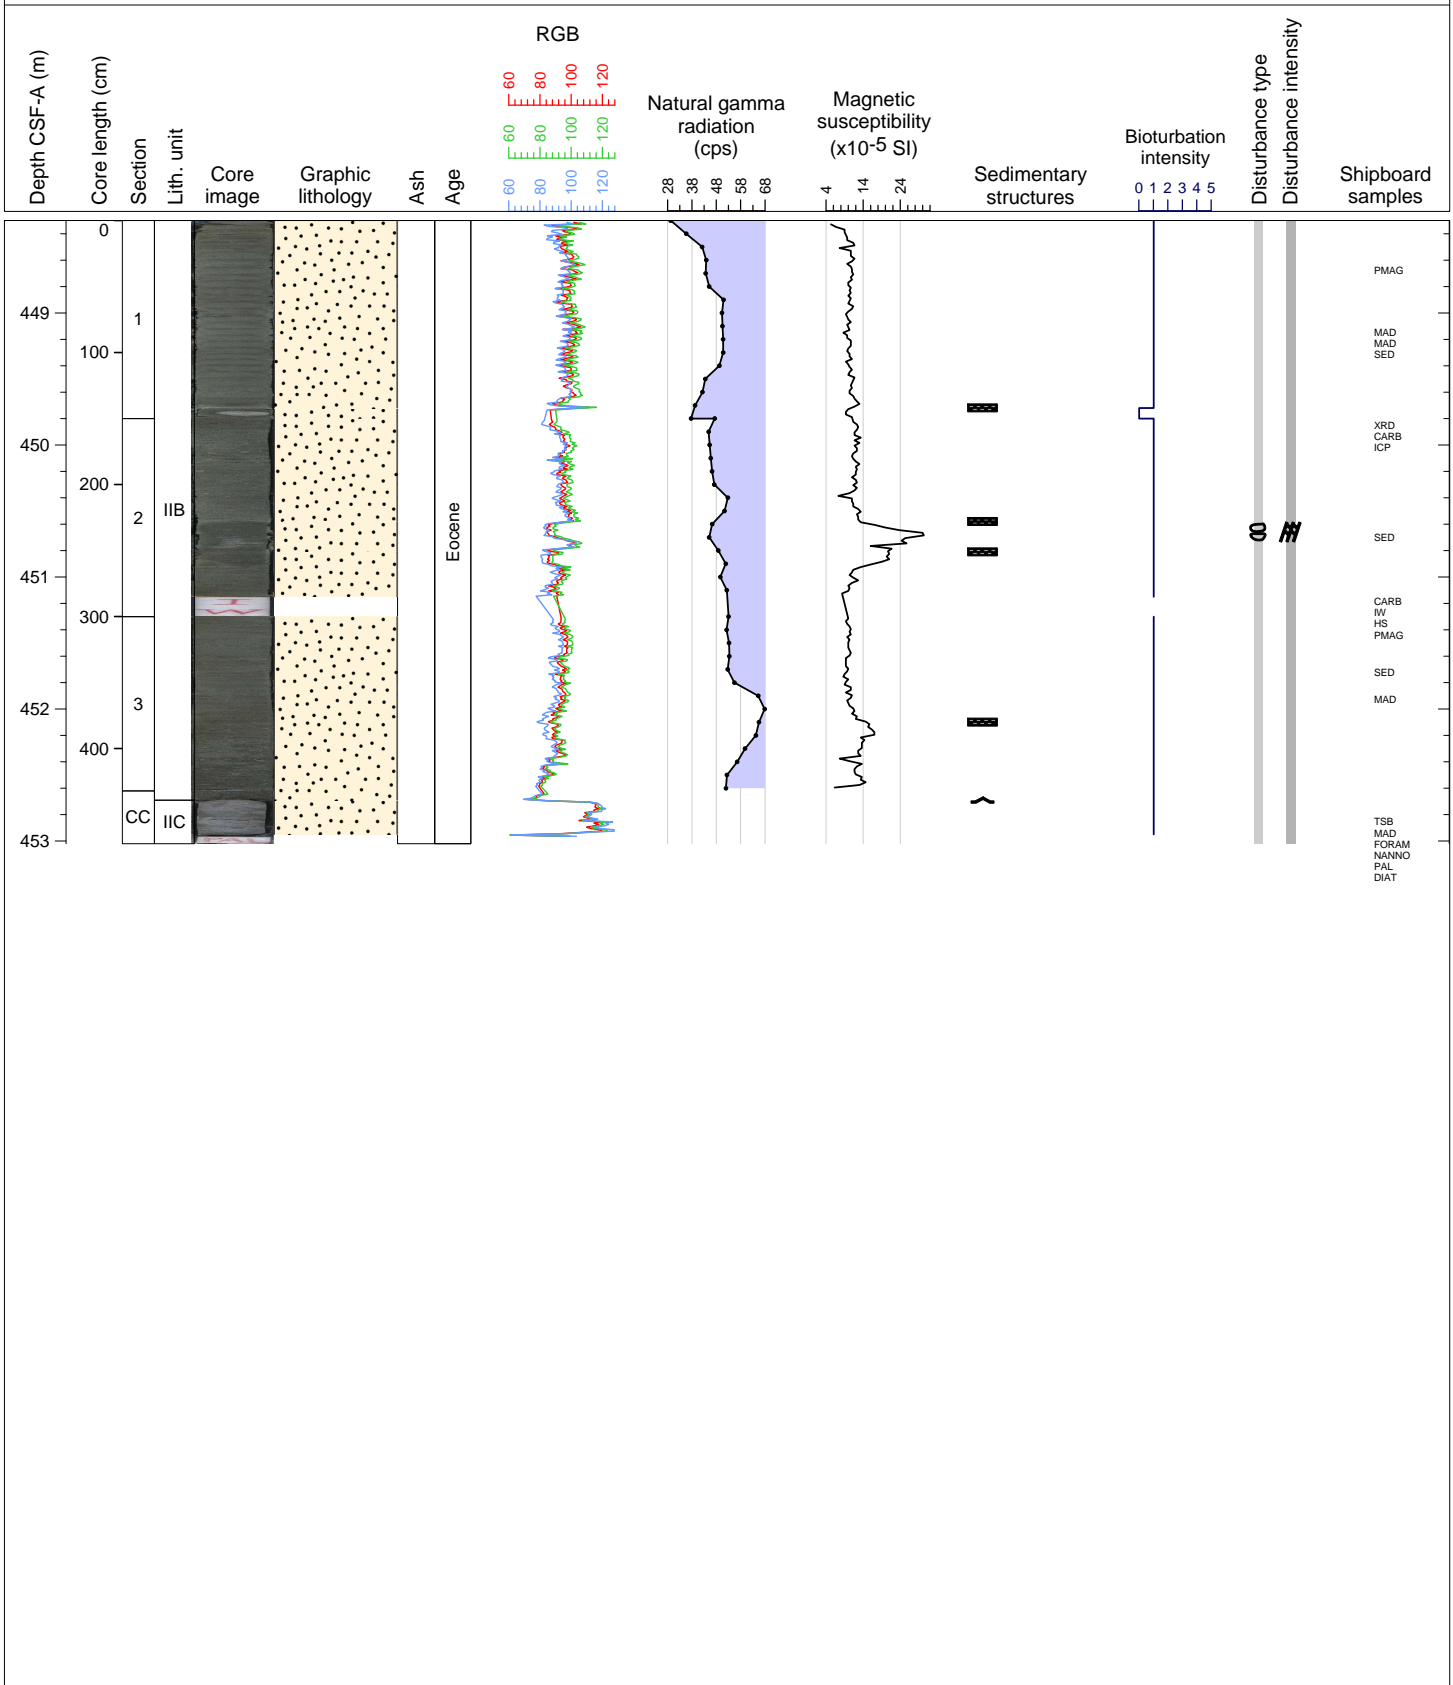 RGB
Depth CSF-A (m)
Core length (cm)
Section
Lith. unit
Core
image
Graphic
lithology
Ash
Age
60 80 100 120
60 80 100 120
60 80 100 120
Natural gamma
radiation
(cps)
28 38 48 58 68
Magnetic
susceptibility
(x10-5 SI)
4 14 24
Sedimentary
structures
Bioturbation
intensity
0 1 2 3 4 5
Disturbance type
Disturbance intensity
Shipboard
samples
449
450
451
452
453
0
100
200
300
400
1
2
3
CC
IIB
IIC
Eocene
PMAG
MAD
MAD
SED
XRD
CARB
ICP
SED
CARB
IW
HS
PMAG
SED
MAD
TSB
MAD
FORAM
NANNO
PAL
DIAT